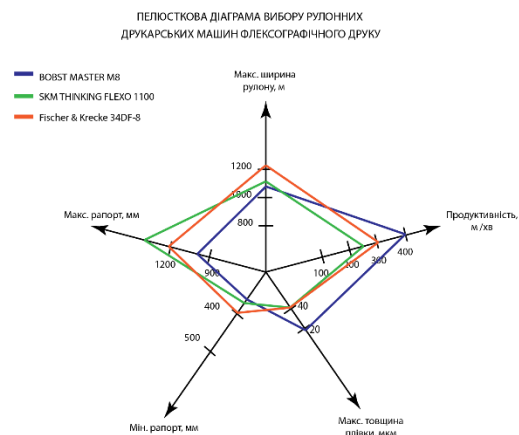 ПЕЛЮСТКОВА ДІАГРАМА ВИБОРУ РУЛОННИХ
ДРУКАРСЬКИХ МАШИН ФЛЕКСОГРАФІЧНОГО ДРУКУ
BOBST MASTER M8
SKM THINKING FLEXO 1100
Fischer & Krecke 34DF-8
Макс. ширина
рулону, м
1200
1000
800
Продуктивність,
м /хв
100
200
300
400
Макс. рапорт, мм
1200
900
400
500
40
20
Мін. рапорт, мм
Макс. товщина
плівки, мкм